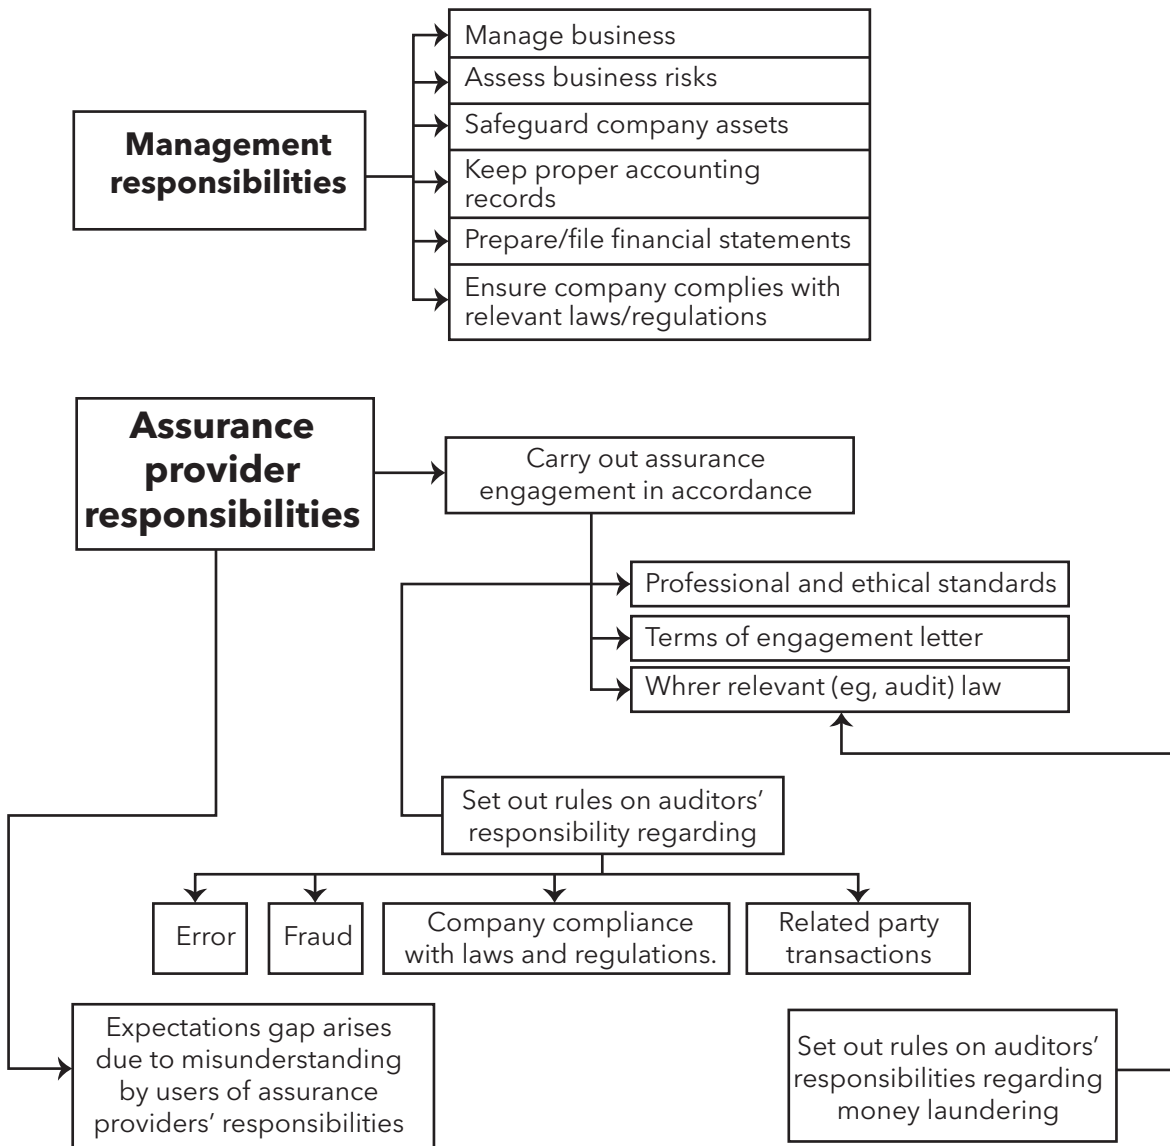 Manage business
Assess business risks
Safeguard company assets
Keep proper accounting
records
Prepare/file financial statements
Ensure company complies with
relevant laws/regulations
Management
responsibilities
Assurance
provider
responsibilities
Carry out assurance
engagement in accordance
Professional and ethical standards
Terms of engagement letter
Whrer relevant (eg, audit) law
Set out rules on auditors’
responsibility regarding
Error
Fraud
Company compliance
with laws and regulations.
Related party
transactions
Expectations gap arises
due to misunderstanding
by users of assurance
providers’ responsibilities
Set out rules on auditors’
responsibilities regarding
money laundering